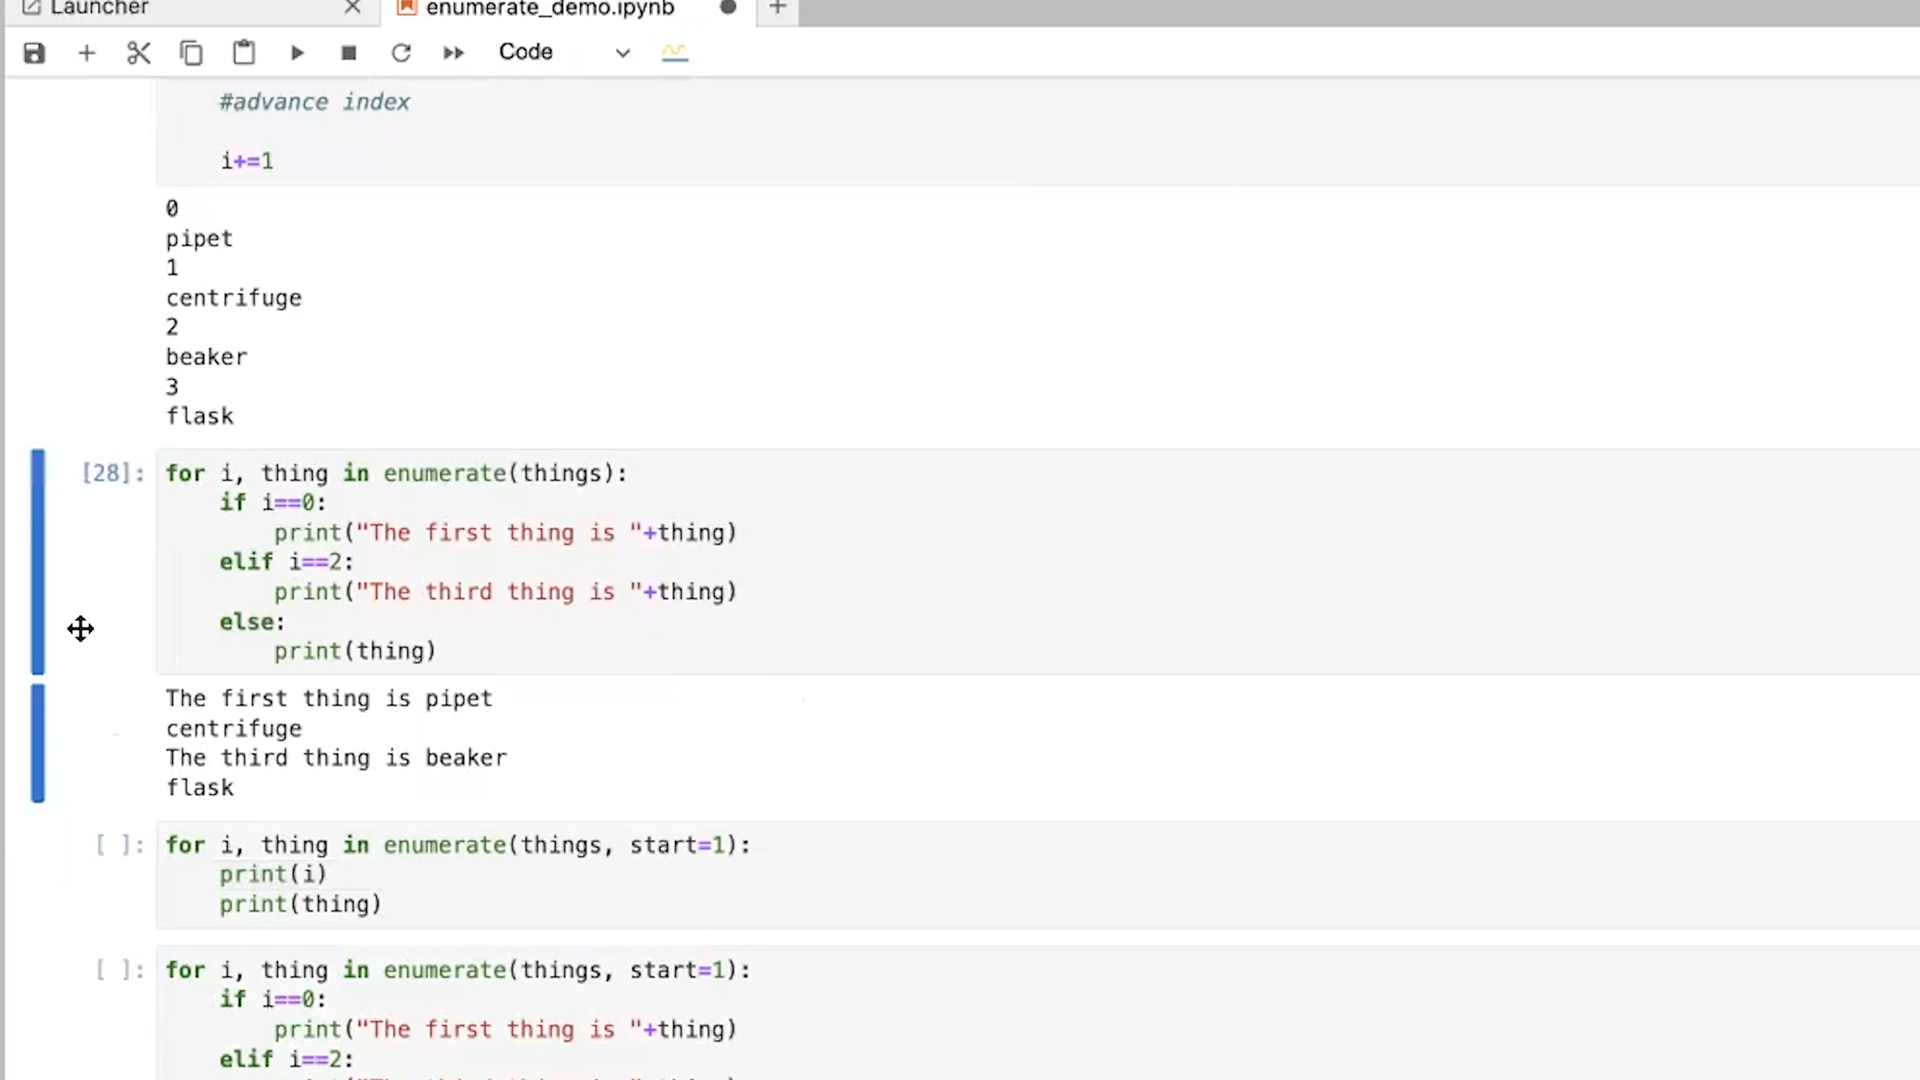 Launcher
enumerate_demo.ipynb
Code
#advance index
i+=1
0
pipet
1
centrifuge
2
beaker
3
flask
[28]: for i, thing in enumerate(things):
if i==0:
print("The first thing is "+thing)
elif i==2:
print("The third thing is "+thing)
else:
print(thing)
The first thing is pipet
centrifuge
The third thing is beaker
flask
[ ]: for i, thing in enumerate(things, start=1):
print(i)
print(thing)
[ ]: for i, thing in enumerate(things, start=1):
if i==0:
print("The first thing is "+thing)
elif i==2: